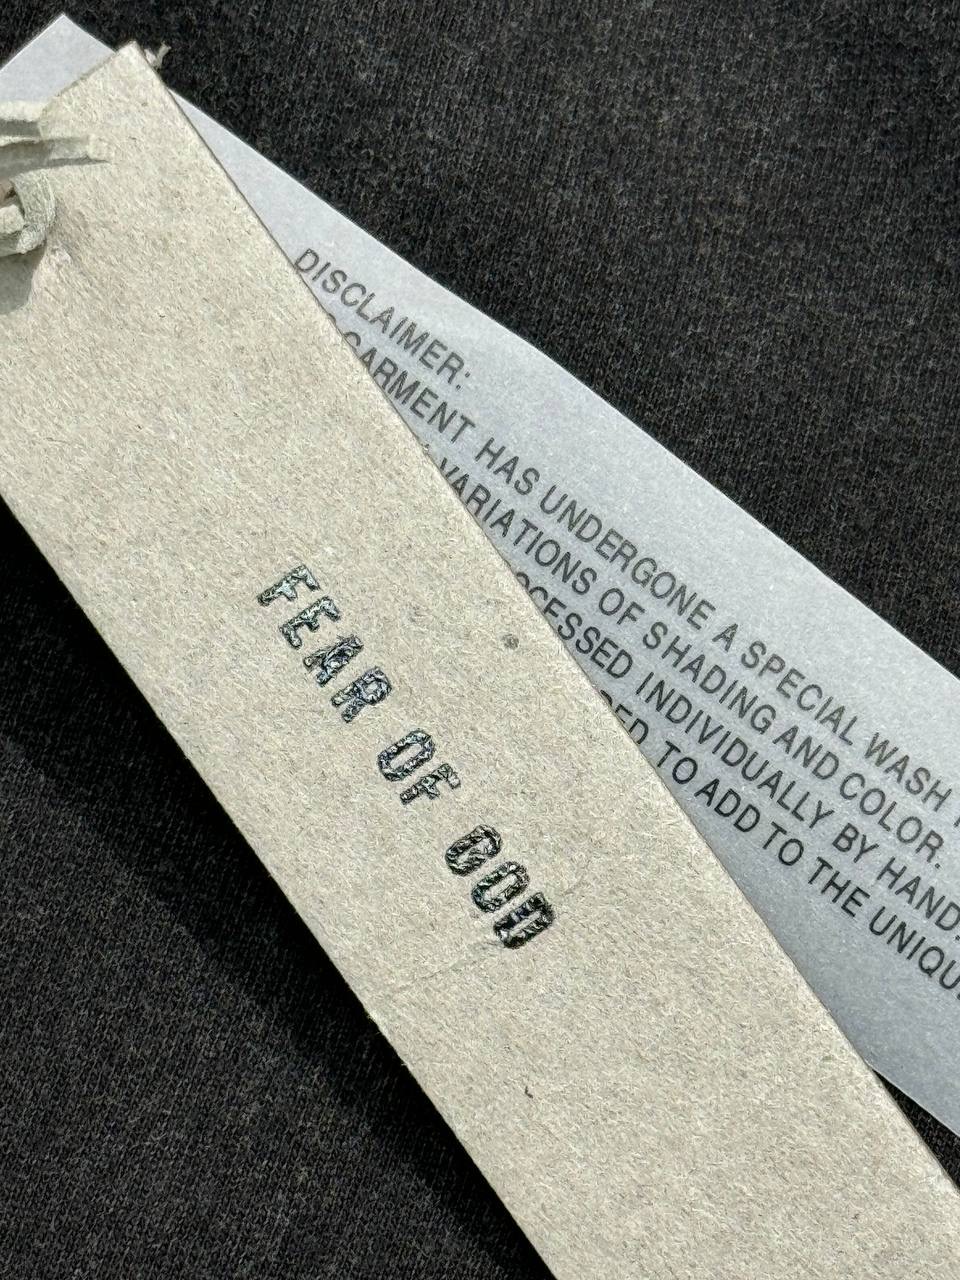 FEAR OF GOD
DISCLAIMER:
GARMENT HAS UNDERGONE A SPECIAL WASH
VARIATIONS OF SHADING AND COLOR.
INDIVIDUALLY BY HAND.
TO ADD TO THE